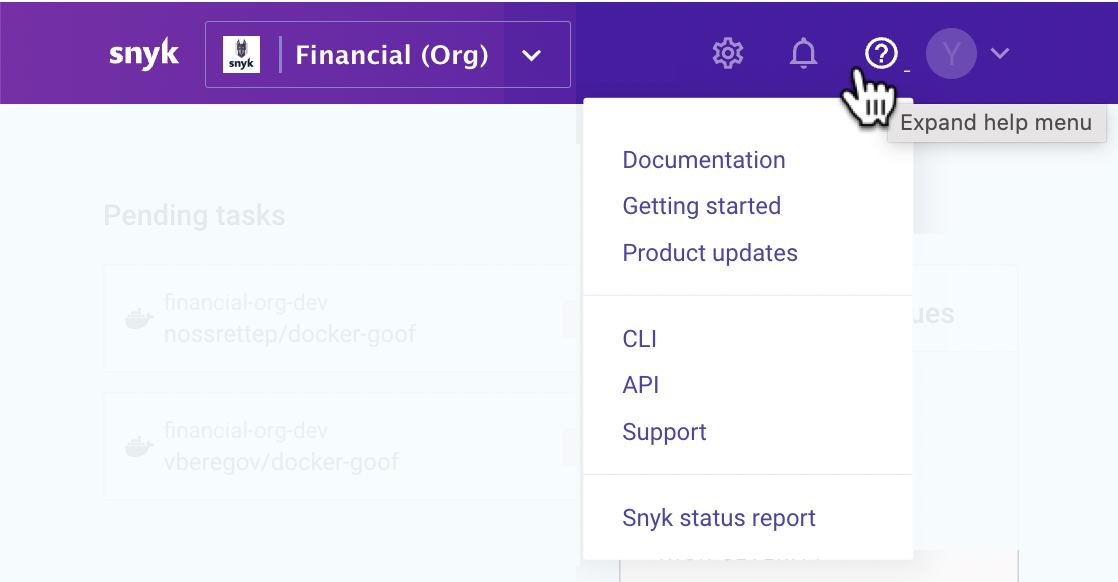 snyk
snyk
Financial (Org)
?
Y
Expand help menu
Documentation
Getting started
Product updates
CLI
API
Support
Snyk status report
Pending tasks
financial-org-dev
nossrettep/docker-goof
financial-org-dev
vberegov/docker-goof
ues